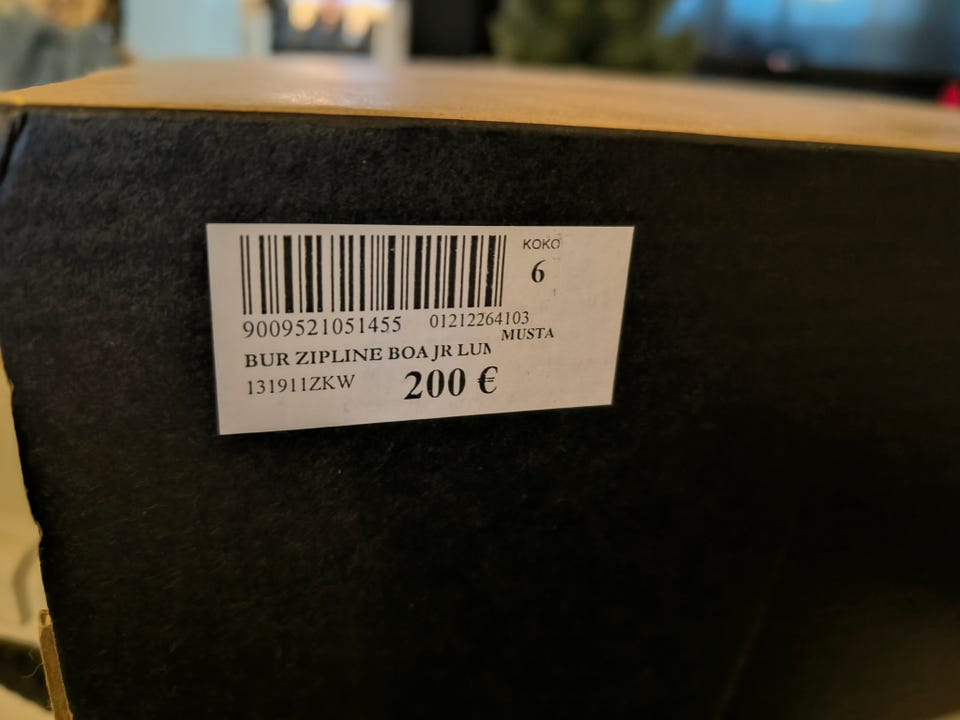 KOKO
6
9009521051455 01212264103
MUSTA
BUR ZIPLINE BOA JR LUM
131911ZKW 200 €